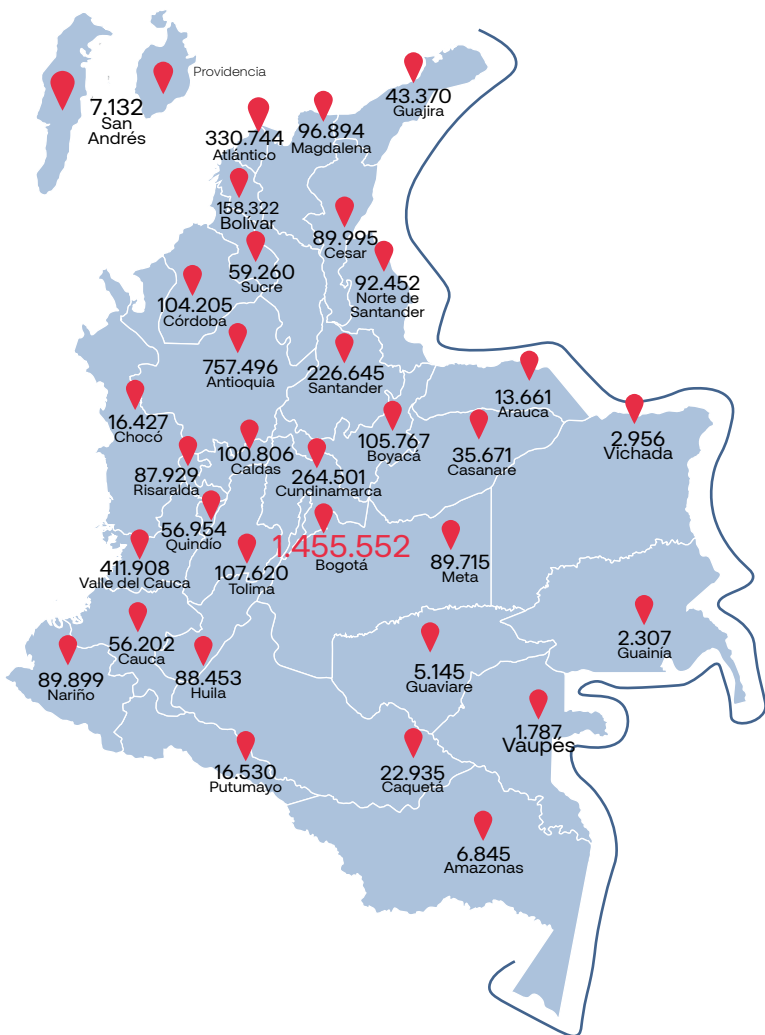 Providencia
7.132
San
Andrés
43.370
Guajira
330.744
Atlántico
96.894
Magdalena
158.322
Bolívar
89.995
Cesar
59.260
Sucre
92.452
Norte de
Santander
104.205
Córdoba
757.496
Antioquia
226.645
Santander
13.661
Arauca
16.427
Chocó
100.806
Caldas
105.767
Boyacá
35.671
Casanare
2.956
Vichada
87.929
Risaralda
264.501
Cundinamarca
56.954
Quindío
1.455.552
Bogotá
89.715
Meta
411.908
Valle del Cauca
107.620
Tolima
56.202
Cauca
2.307
Guainía
89.899
Nariño
88.453
Huila
5.145
Guaviare
1.787
Vaupés
16.530
Putumayo
22.935
Caquetá
6.845
Amazonas